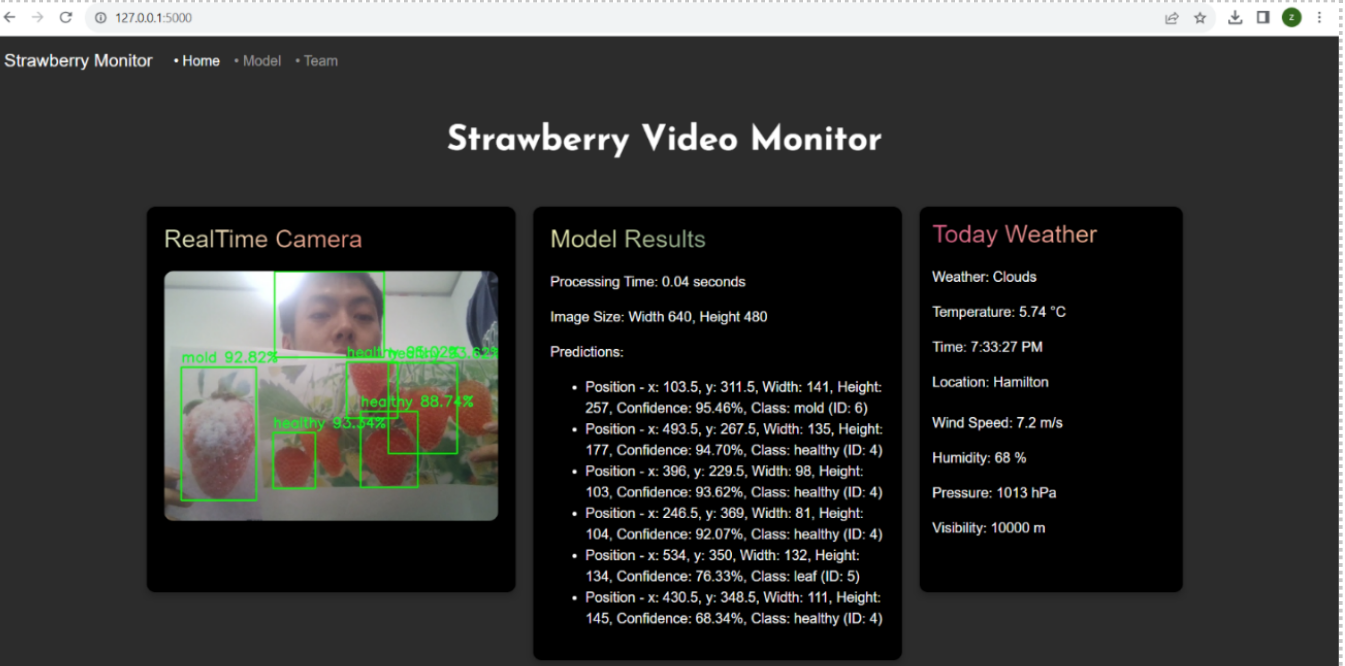 127.0.0.1:5000
z
Strawberry Monitor • Home • Model • Team
Strawberry Video Monitor
RealTime Camera
mold 92.82%
healthy 93.62%
healthy 88.74%
healthy 93.34%
Model Results
Processing Time: 0.04 seconds
Image Size: Width 640, Height 480
Predictions:
• Position - x: 103.5, y: 311.5, Width: 141, Height:
257, Confidence: 95.46%, Class: mold (ID: 6)
• Position - x: 493.5, y: 267.5, Width: 135, Height:
177, Confidence: 94.70%, Class: healthy (ID: 4)
• Position - x: 396, y: 229.5, Width: 98, Height:
103, Confidence: 93.62%, Class: healthy (ID: 4)
• Position - x: 246.5, y: 369, Width: 81, Height:
104, Confidence: 92.07%, Class: healthy (ID: 4)
• Position - x: 534, y: 350, Width: 132, Height:
134, Confidence: 76.33%, Class: leaf (ID: 5)
• Position - x: 430.5, y: 348.5, Width: 111, Height:
145, Confidence: 68.34%, Class: healthy (ID: 4)
Today Weather
Weather: Clouds
Temperature: 5.74 °C
Time: 7:33:27 PM
Location: Hamilton
Wind Speed: 7.2 m/s
Humidity: 68 %
Pressure: 1013 hPa
Visibility: 10000 m